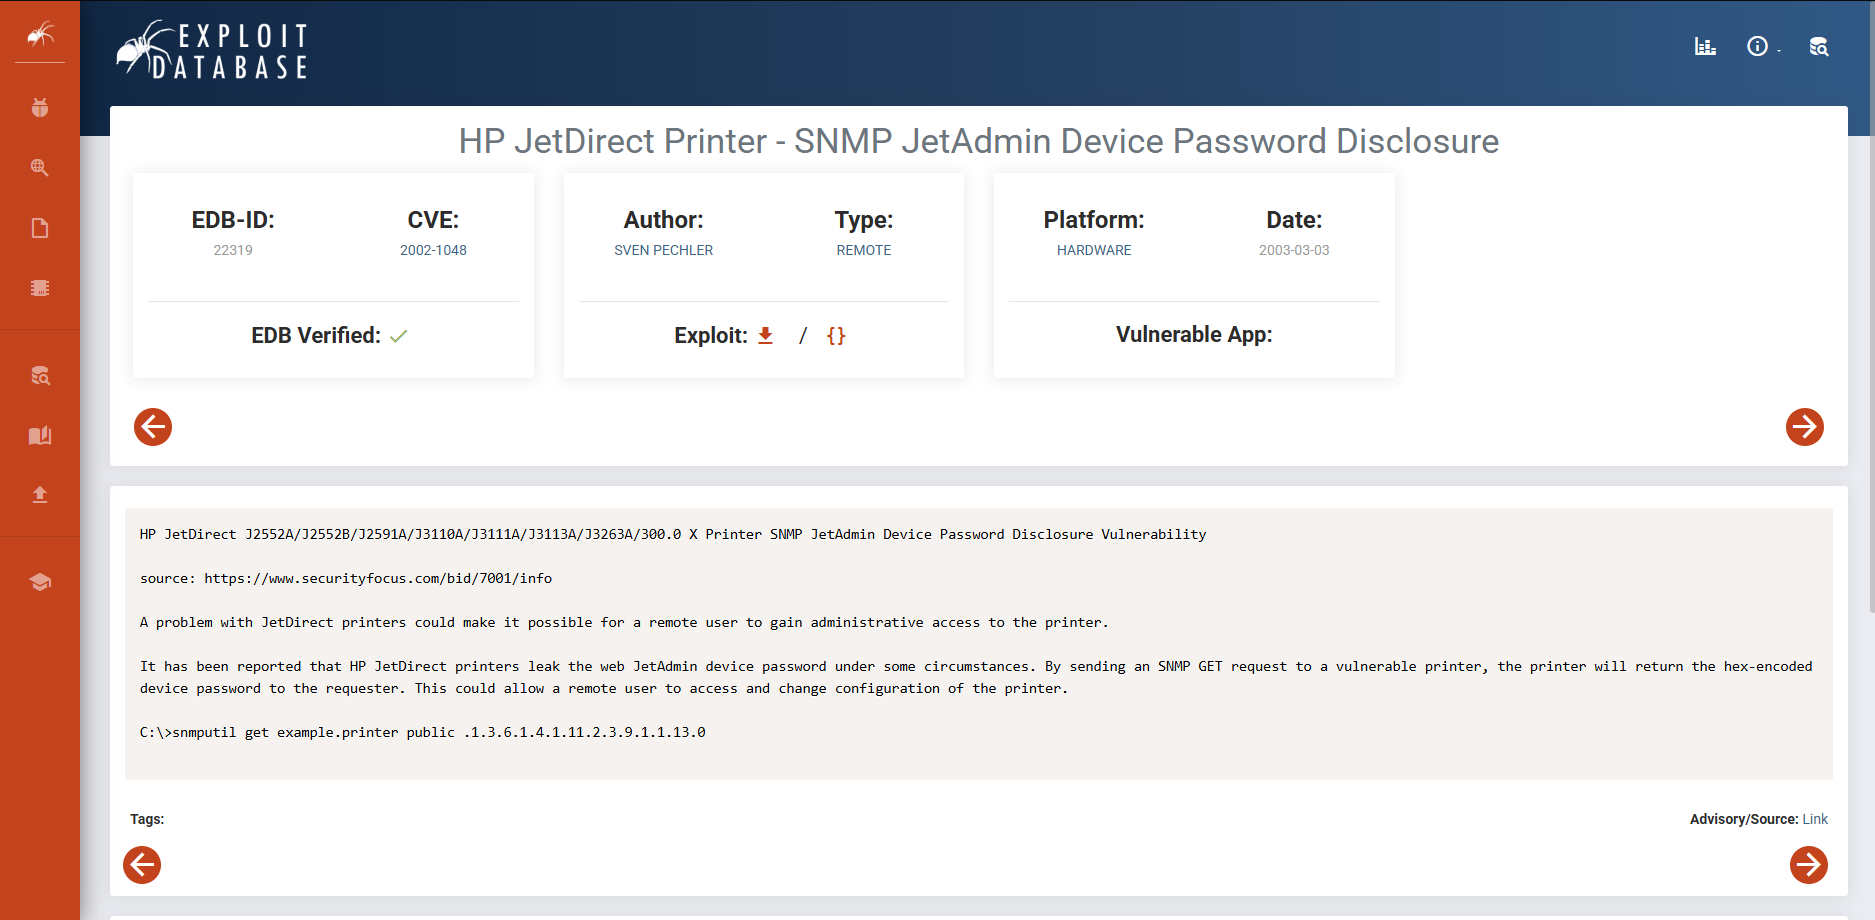 EXPLOIT
DATABASE
HP JetDirect Printer - SNMP JetAdmin Device Password Disclosure
EDB-ID:
22319
CVE:
2002-1048
EDB Verified:
Author:
SVEN PECHLER
Type:
REMOTE
Exploit: / {}
Platform:
HARDWARE
Date:
2003-03-03
Vulnerable App:
HP JetDirect J2552A/J2552B/J2591A/J3110A/J3111A/J3113A/J3263A/300.0 X Printer SNMP JetAdmin Device Password Disclosure Vulnerability
source: https://www.securityfocus.com/bid/7001/info
A problem with JetDirect printers could make it possible for a remote user to gain administrative access to the printer.
It has been reported that HP JetDirect printers leak the web JetAdmin device password under some circumstances. By sending an SNMP GET request to a vulnerable printer, the printer will return the hex-encoded
device password to the requester. This could allow a remote user to access and change configuration of the printer.
C:\>snmputil get example.printer public .1.3.6.1.4.1.11.2.3.9.1.1.13.0
Tags:
Advisory/Source: Link